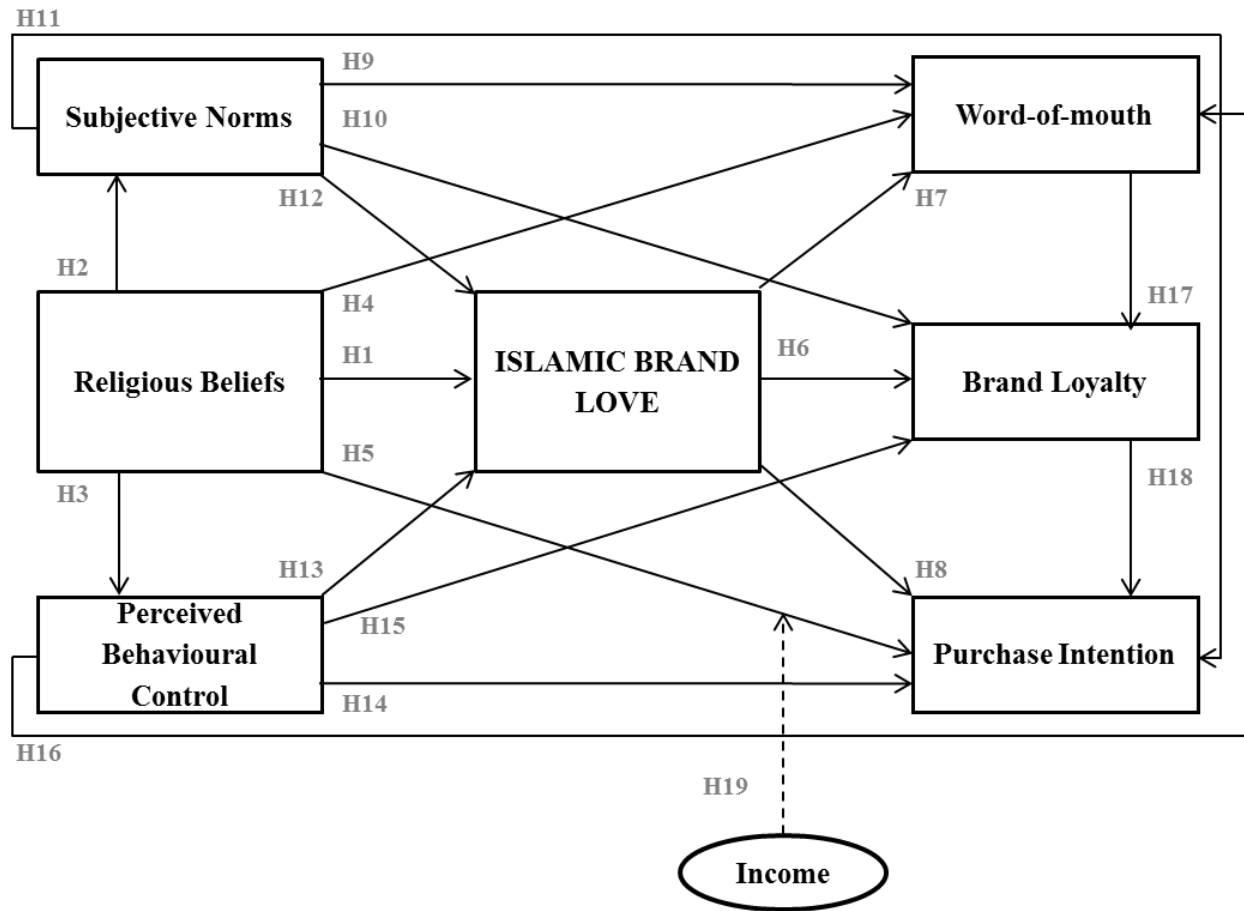 H11
H9
Subjective Norms
H10
Word-of-mouth
H12
H7
H2
H4
H17
H1
ISLAMIC BRAND
LOVE
H6
Religious Beliefs
Brand Loyalty
H5
H3
H18
H13
H8
Perceived
Behavioural
Control
H15
Purchase Intention
H14
H16
H19
Income